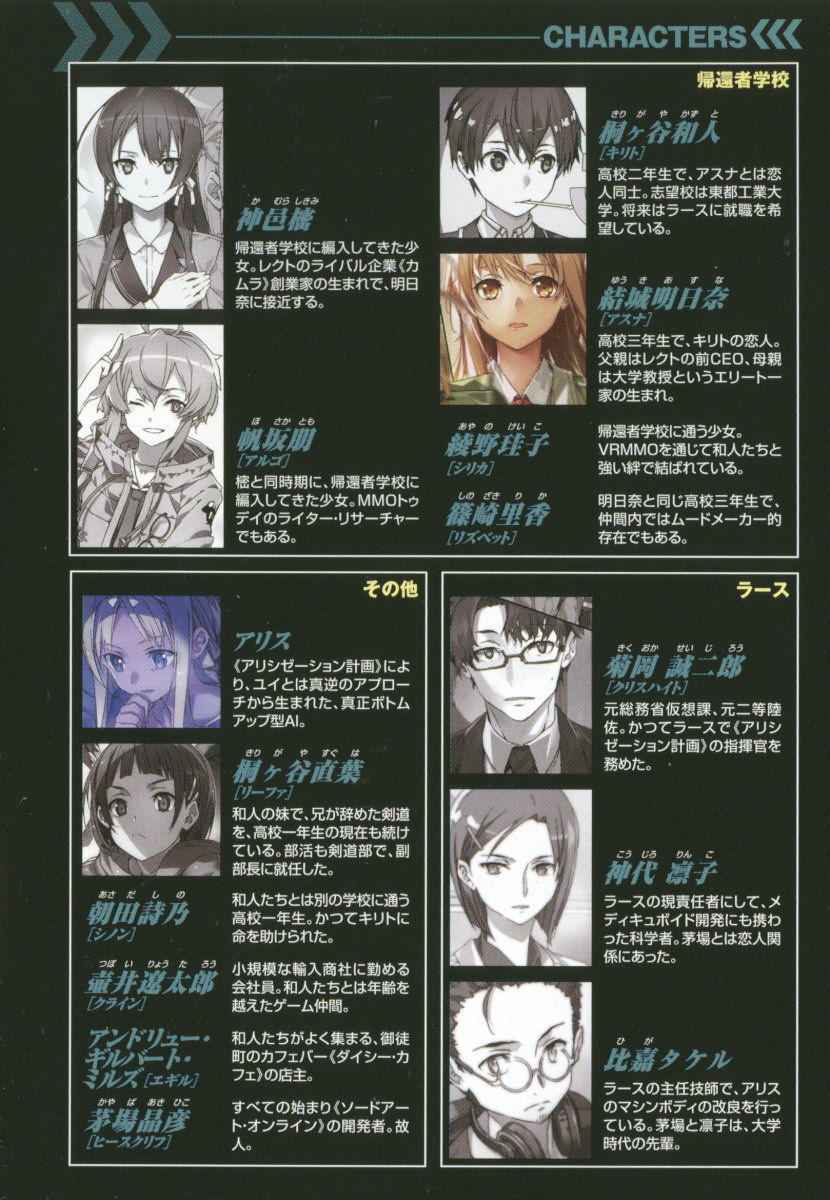 CHARACTERS
帰還者学校
きりがやかずと
桐ヶ谷和人
[キリト]
高校二年生で、アスナとは恋
人同士。志望校は東都工業大
学。将来はラースに就職を希
望している。
ゆうきあすな
結城明日奈
[アスナ]
高校三年生で、キリトの恋人。
父親はレクトの前CEO、母親
は大学教授というエリート一
家の生まれ。
あやのけいこ
綾野珪子
[シリカ]
帰還者学校に通う少女。
VRMMOを通じて和人たちと
強い絆で結ばれている。
しのざきりか
篠崎里香
[リズベット]
明日奈と同じ高校三年生で、
仲間内ではムードメーカー的
存在でもある。
かむらしきみ
神邑樒
帰還者学校に編入してきた少
女。レクトのライバル企業《カ
ムラ》創業家の生まれで、明日
奈に接近する。
ほさかとも
帆坂朋
[アルゴ]
樒と同時期に、帰還者学校に
編入してきた少女。MMOトゥ
デイのライター・リサーチャー
でもある。
ラース
きくおかせいじろう
菊岡 誠二郎
[クリスハイト]
元総務省仮想課、元二等陸
佐。かつてラースで《アリシ
ゼーション計画》の指揮官を
務めた。
こうじろりんこ
神代 凛子
ラースの現責任者にして、メ
ディキュボイド開発にも携わ
った科学者。茅場とは恋人関
係にあった。
ひが
比嘉タケル
ラースの主任技師で、アリス
のマシンボディの改良を行っ
ている。茅場と凛子は、大学
時代の先輩。
その他
アリス
《アリシゼーション計画》によ
り、ユイとは真逆のアプロー
チから生まれた、真正ボトム
アップ型AI。
きりがやすぐは
桐ヶ谷直葉
[リーファ]
和人の妹で、兄が辞めた剣道
を、高校一年生の現在も続け
ている。部活も剣道部で、副
部長に就任した。
あさだしの
朝田詩乃
[シノン]
和人たちとは別の学校に通う
高校一年生。かつてキリトに
命を助けられた。
つぼいりょうたろう
壷井遼太郎
[クライン]
小規模な輸入商社に勤める
会社員。和人たちとは年齢を
越えたゲーム仲間。
アンドリュー・
ギルバート・
ミルズ[エギル]
和人たちがよく集まる、御徒
町のカフェバー《ダイシー・カ
フェ》の店主。
かやばあきひこ
茅場晶彦
[ヒースクリフ]
すべての始まり《ソードアー
ト・オンライン》の開発者。故
人。